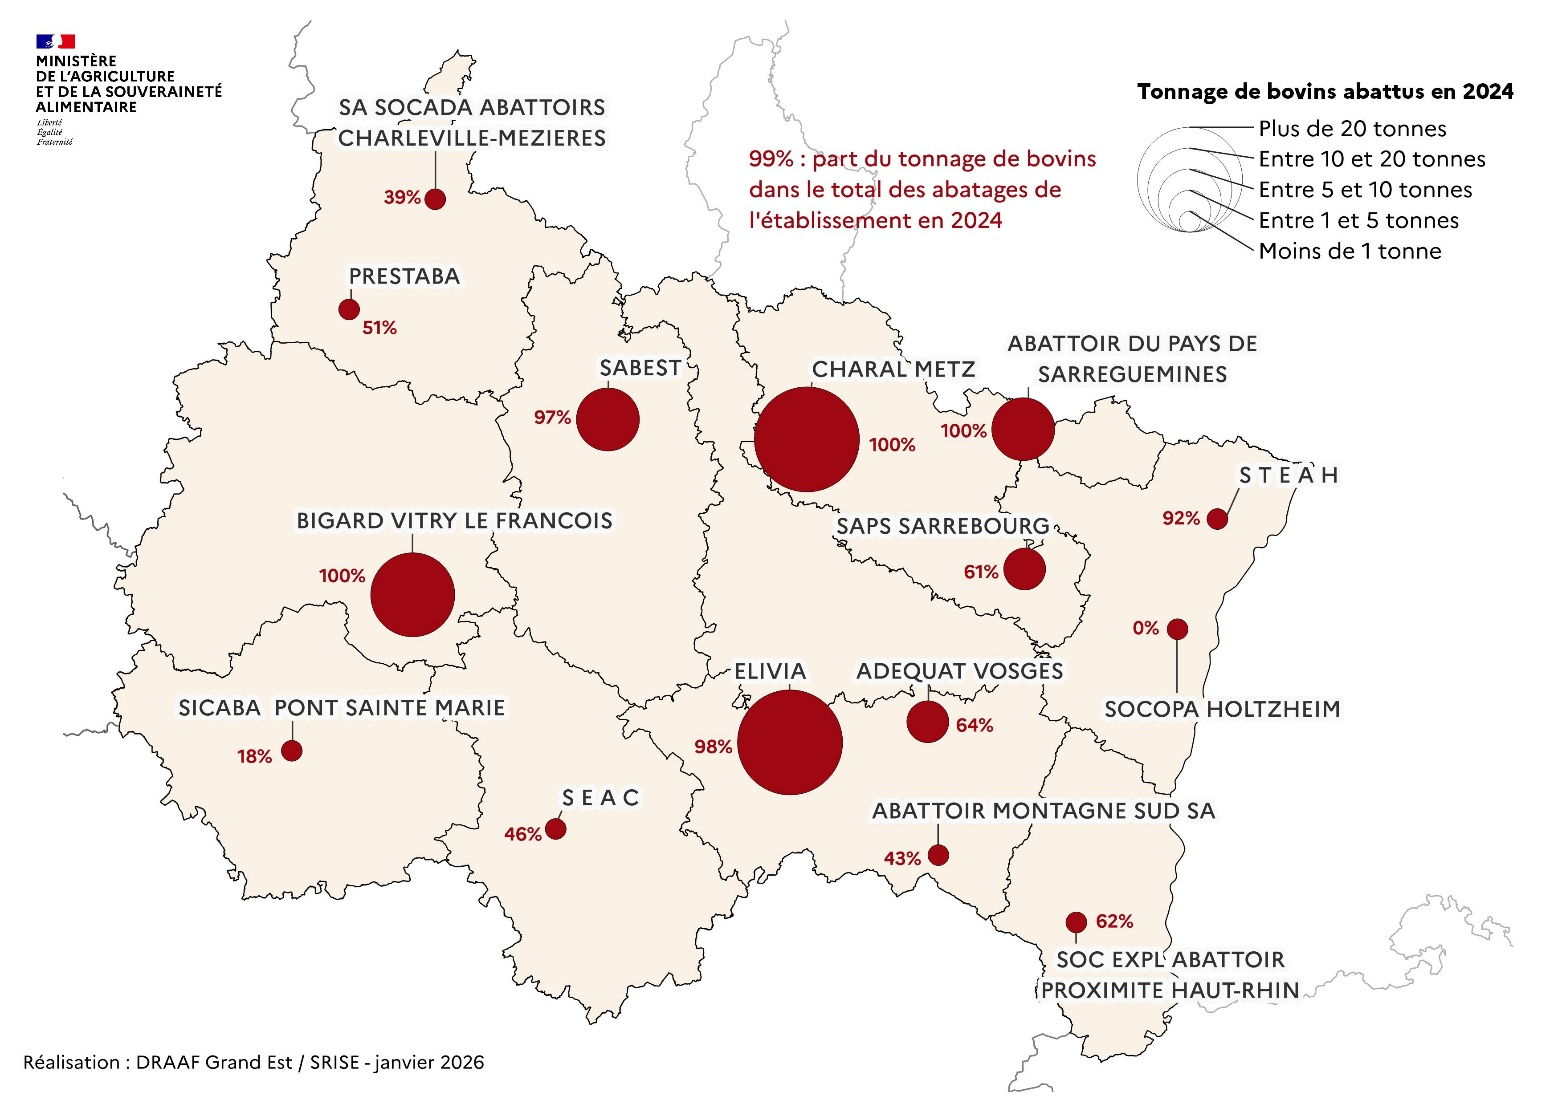 MINISTÈRE
DE L'AGRICULTURE
ET DE LA SOUVERAINETÉ
ALIMENTAIRE
Liberté
Égalité
Fraternité
Tonnage de bovins abattus en 2024
Plus de 20 tonnes
Entre 10 et 20 tonnes
Entre 5 et 10 tonnes
Entre 1 et 5 tonnes
Moins de 1 tonne
99% : part du tonnage de bovins
dans le total des abatages de
l'établissement en 2024
SA SOCADA ABATTOIRS
CHARLEVILLE-MEZIERES
39%
PRESTABA
51%
SABEST
97%
CHARAL METZ
100%
ABATTOIR DU PAYS DE
SARREGUEMINES
100%
S T E A H
92%
BIGARD VITRY LE FRANCOIS
100%
SAPS SARREBOURG
61%
0%
SOCOPA HOLTZHEIM
ELIVIA
98%
ADEQUAT VOSGES
64%
SICABA PONT SAINTE MARIE
18%
S E A C
46%
ABATTOIR MONTAGNE SUD SA
43%
62%
SOC EXPL ABATTOIR
PROXIMITE HAUT-RHIN
Réalisation : DRAAF Grand Est / SRISE - janvier 2026